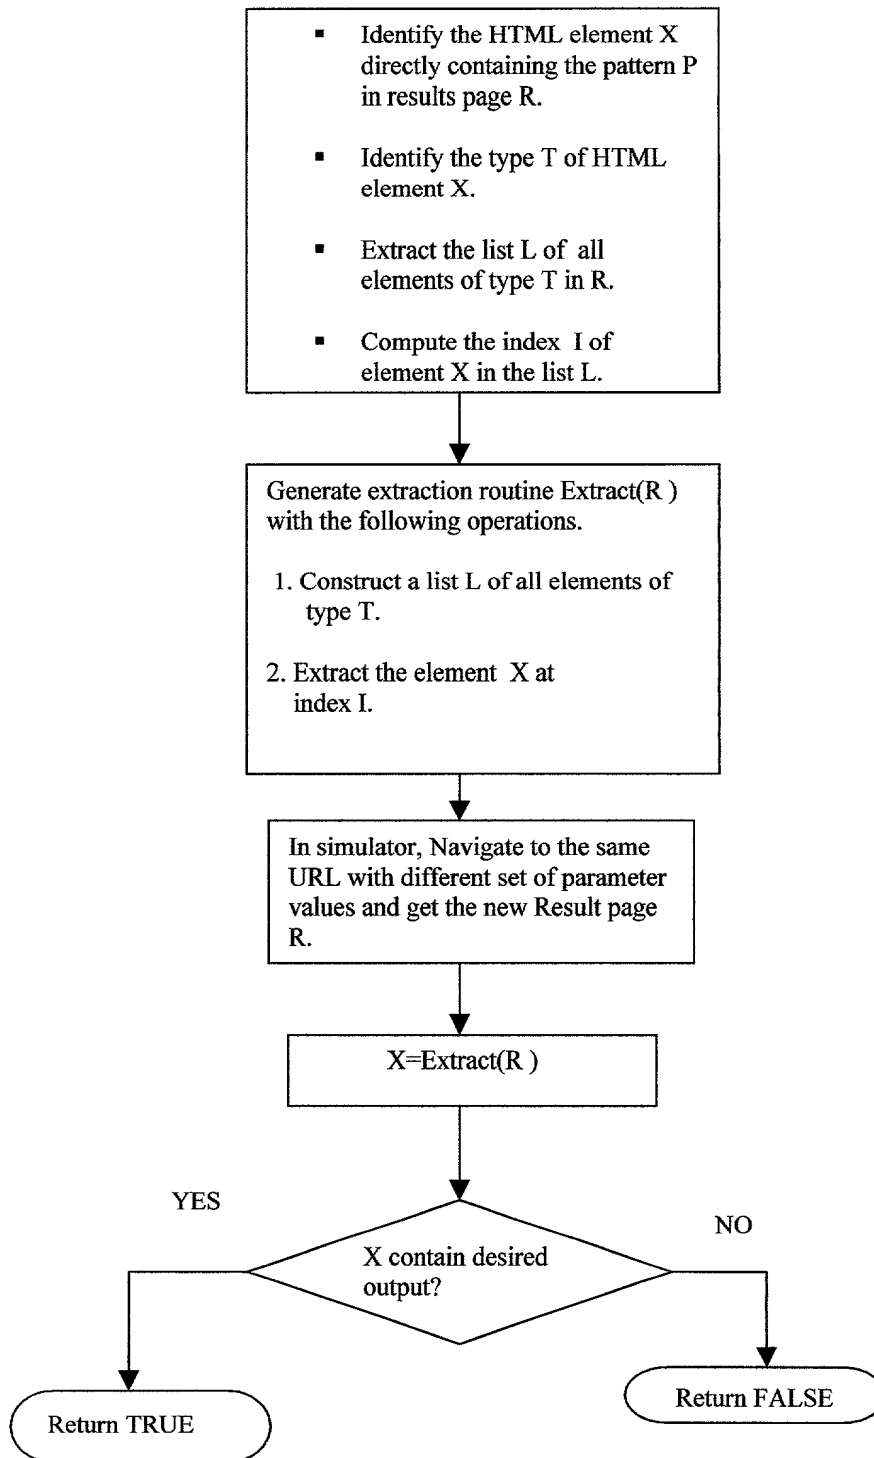 ▪ Identify the HTML element X
directly containing the pattern P
in results page R.
▪ Identify the type T of HTML
element X.
▪ Extract the list L of all
elements of type T in R.
▪ Compute the index I of
element X in the list L.
Generate extraction routine Extract(R )
with the following operations.
1. Construct a list L of all elements of
type T.
2. Extract the element X at
index I.
In simulator, Navigate to the same
URL with different set of parameter
values and get the new Result page
R.
X=Extract(R )
YES
NO
X contain desired
output?
Return TRUE
Return FALSE